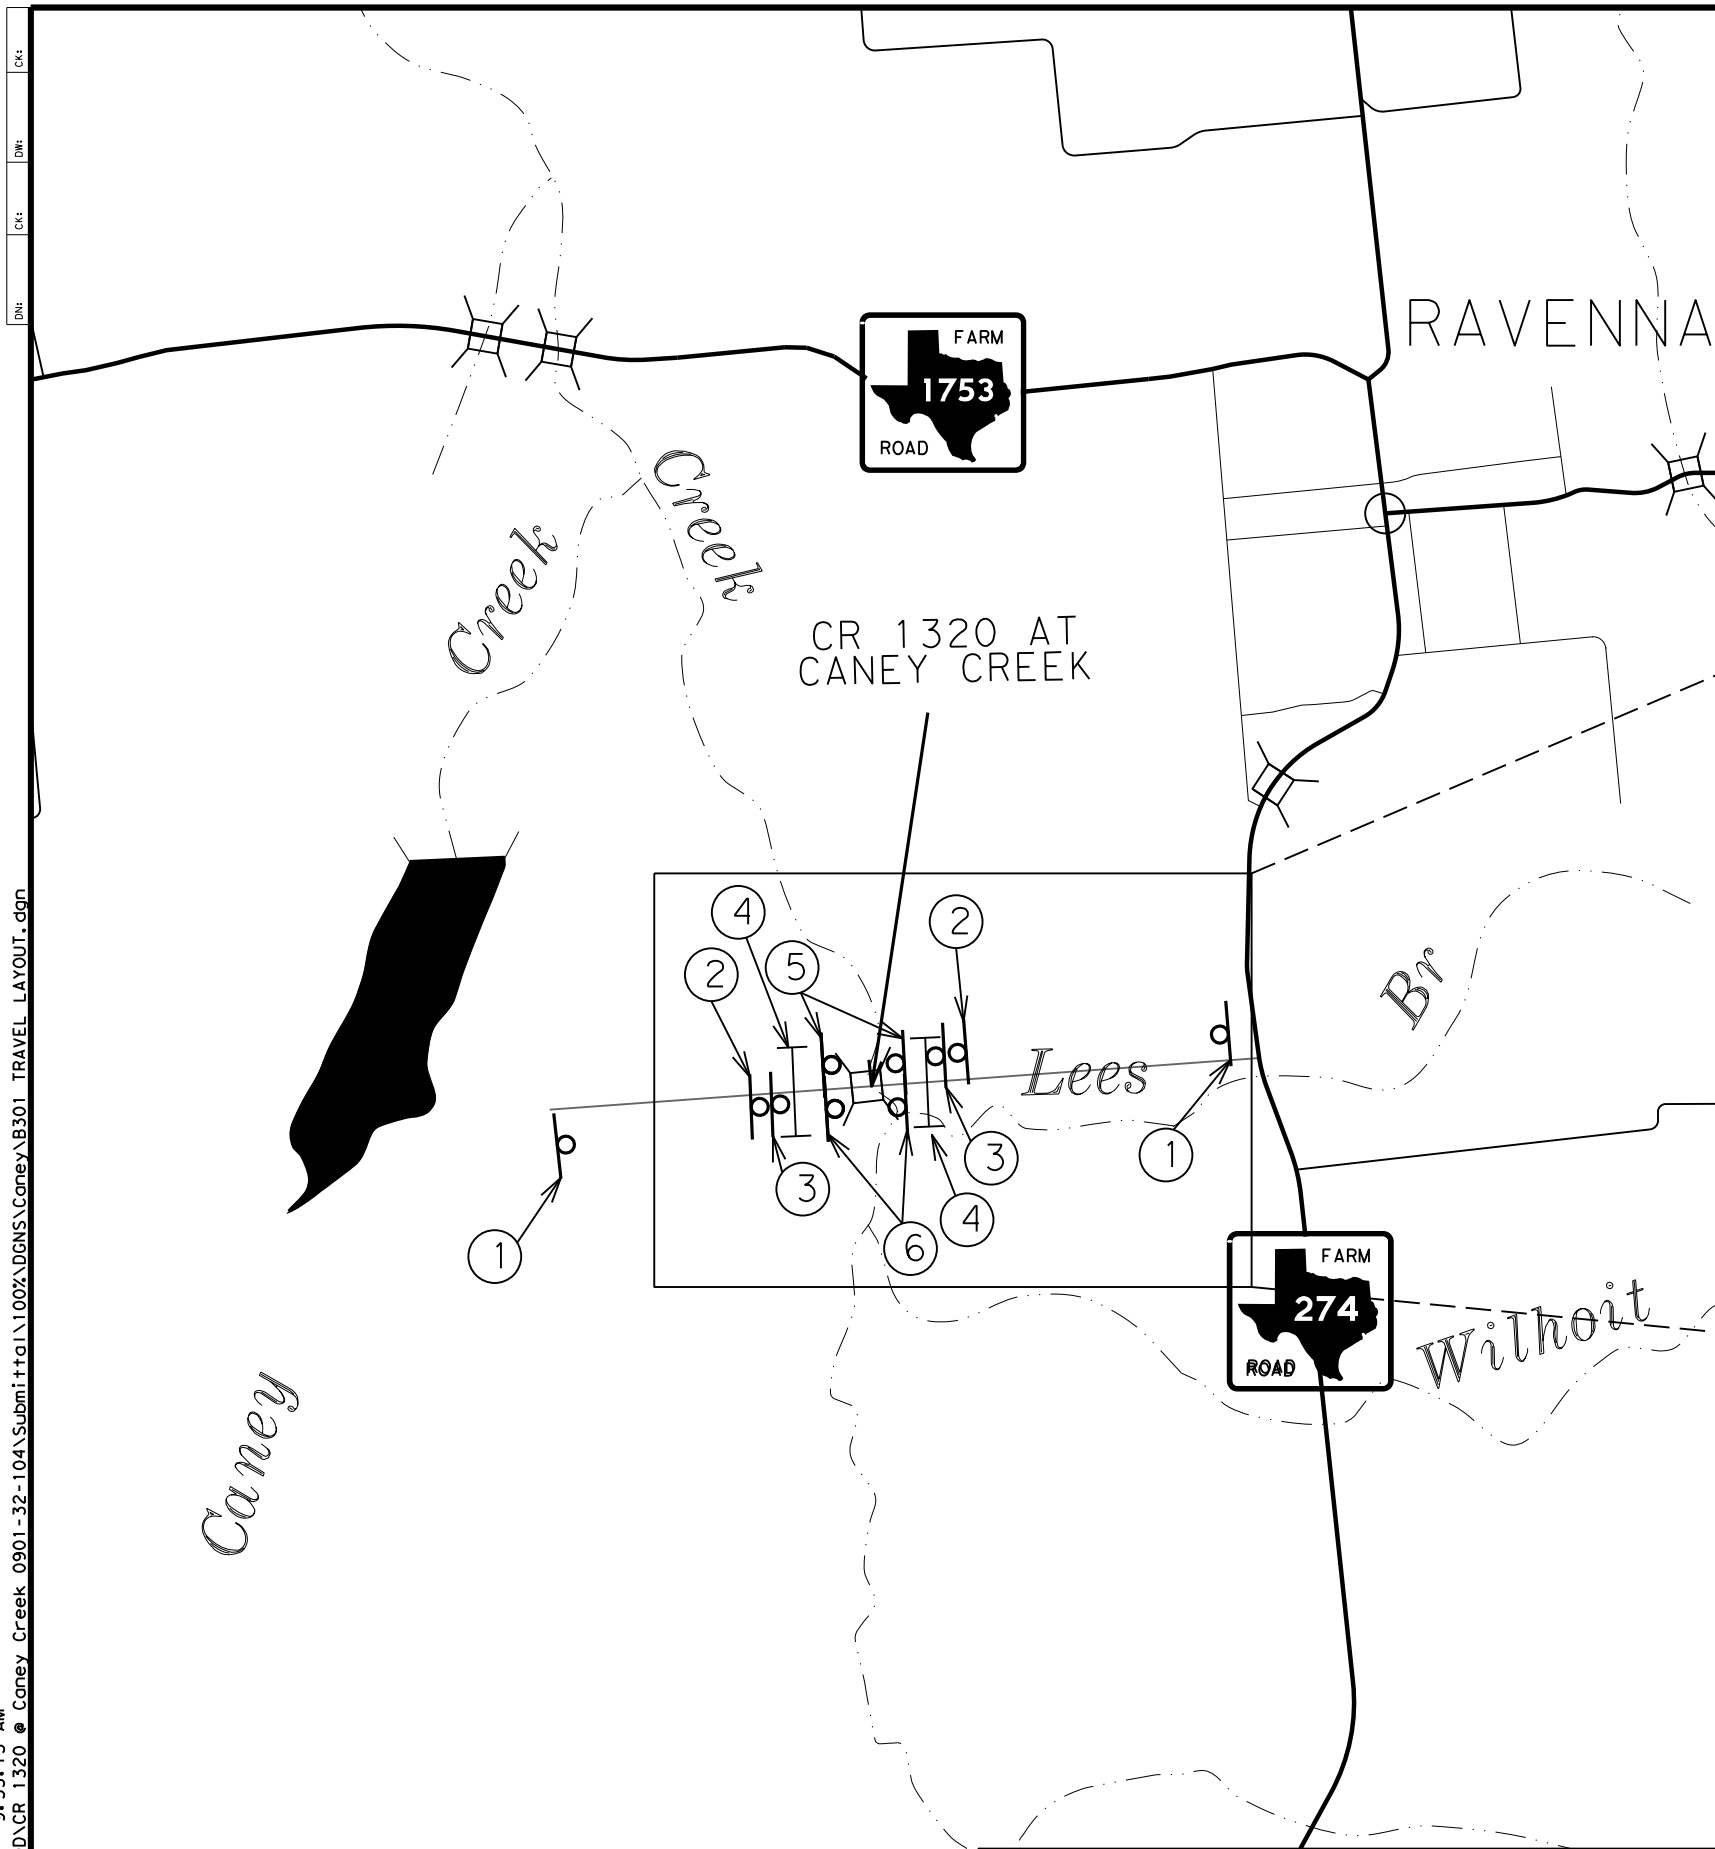 CK:
DW:
CK:
DN:
RAVENNA
FARM
1753
ROAD
Creek
Creek
CR 1320 AT
CANEY CREEK
4
2
2
5
Br
Lees
3
3
1
4
6
1
FARM
274
ROAD
Wilhoit
Caney
D\CR 1320 @ Caney Creek 0901-32-104\Submittal\100%\DGNS\Caney\B301 TRAVEL LAYOUT.dgn
AM